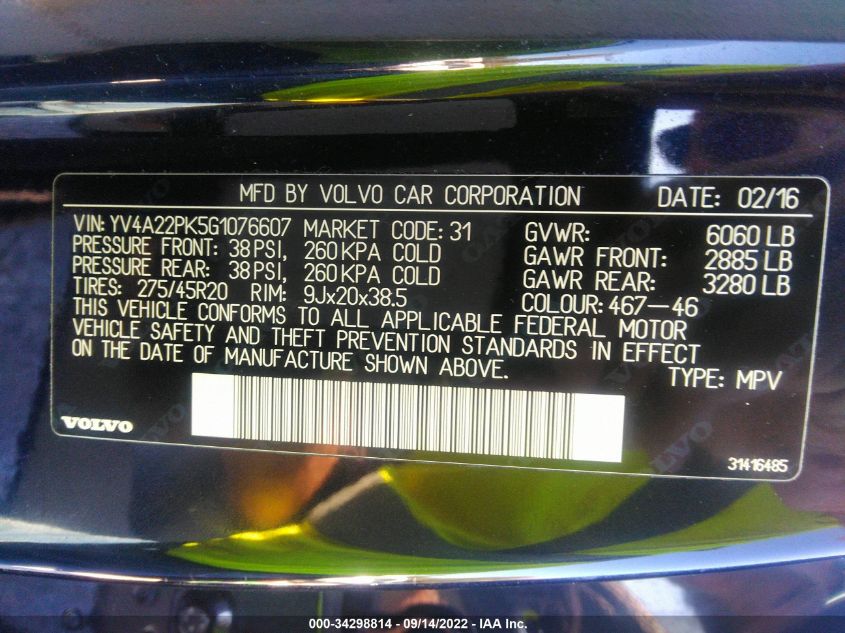 MFD BY VOLVO CAR CORPORATION DATE: 02/16
VIN: YV4A22PK5G1076607 MARKET CODE: 31 GVWR: 6060 LB
PRESSURE FRONT: 38 PSI, 260 KPA COLD GAWR FRONT: 2885 LB
PRESSURE REAR: 38 PSI, 260 KPA COLD GAWR REAR: 3280 LB
TIRES: 275/45R20 RIM: 9Jx20x38.5 COLOUR: 467-46
THIS VEHICLE CONFORMS TO ALL APPLICABLE FEDERAL MOTOR
VEHICLE SAFETY AND THEFT PREVENTION STANDARDS IN EFFECT
ON THE DATE OF MANUFACTURE SHOWN ABOVE.
TYPE: MPV
VOLVO
31416485
000-34298814 - 09/14/2022 - IAA Inc.